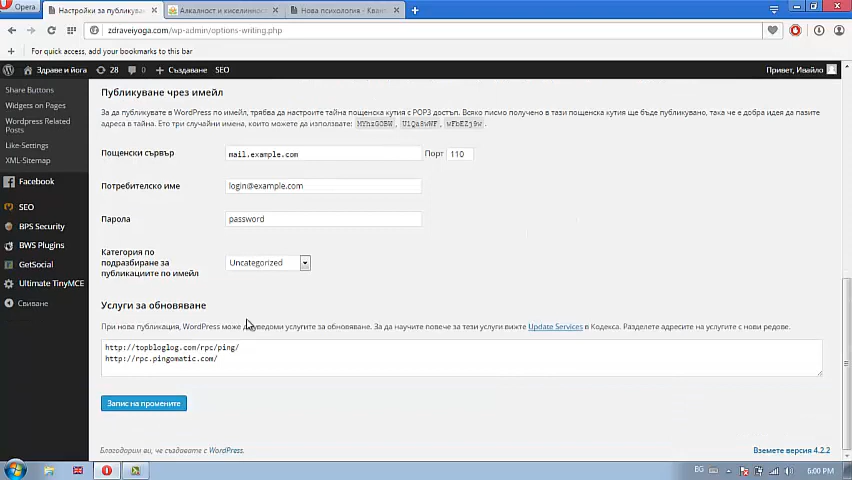 Opera
Настройки за публикуван
Алкалност и киселинност
Нова психология - Кван
zdraveiyoga.com/wp-admin/options-writing.php
For quick access, add your bookmarks to this bar
Здраве и йога 28 0 + Създаване SEO Привет, Ивайло
Share Buttons
Widgets on Pages
Wordpress Related
Posts
Like-Settings
XML-Sitemap
Facebook
SEO
BPS Security
BWS Plugins
GetSocial
Ultimate TinyMCE
Свиване
Публикуване чрез имейл
За да публикувате в WordPress по имейл, трябва да настроите тайна пощенска кутия с POP3 достъп. Всяко писмо получено в тази пощенска кутия ще бъде публикувано, така че е добра идея да пазите
адреса в тайна. Ето три случайни имена, които можете да използвате:
Пощенски сървър mail.example.com Порт 110
Потребителско име login@example.com
Парола password
Категория по
подразбиране за
публикациите по имейл
Uncategorized
Услуги за обновяване
При нова публикация, WordPress може да уведоми услугите за обновяване. За да научите повече за тези услуги вижте Update Services в Кодекса. Разделете адресите на услугите с нови редове.
http://topbloglog.com/rpc/ping/
http://rpc.pingomatic.com/
Запис на промените
Благодорим ви, че създавате с WordPress.
Вземете версия 4.2.2
BG
6:00 PM